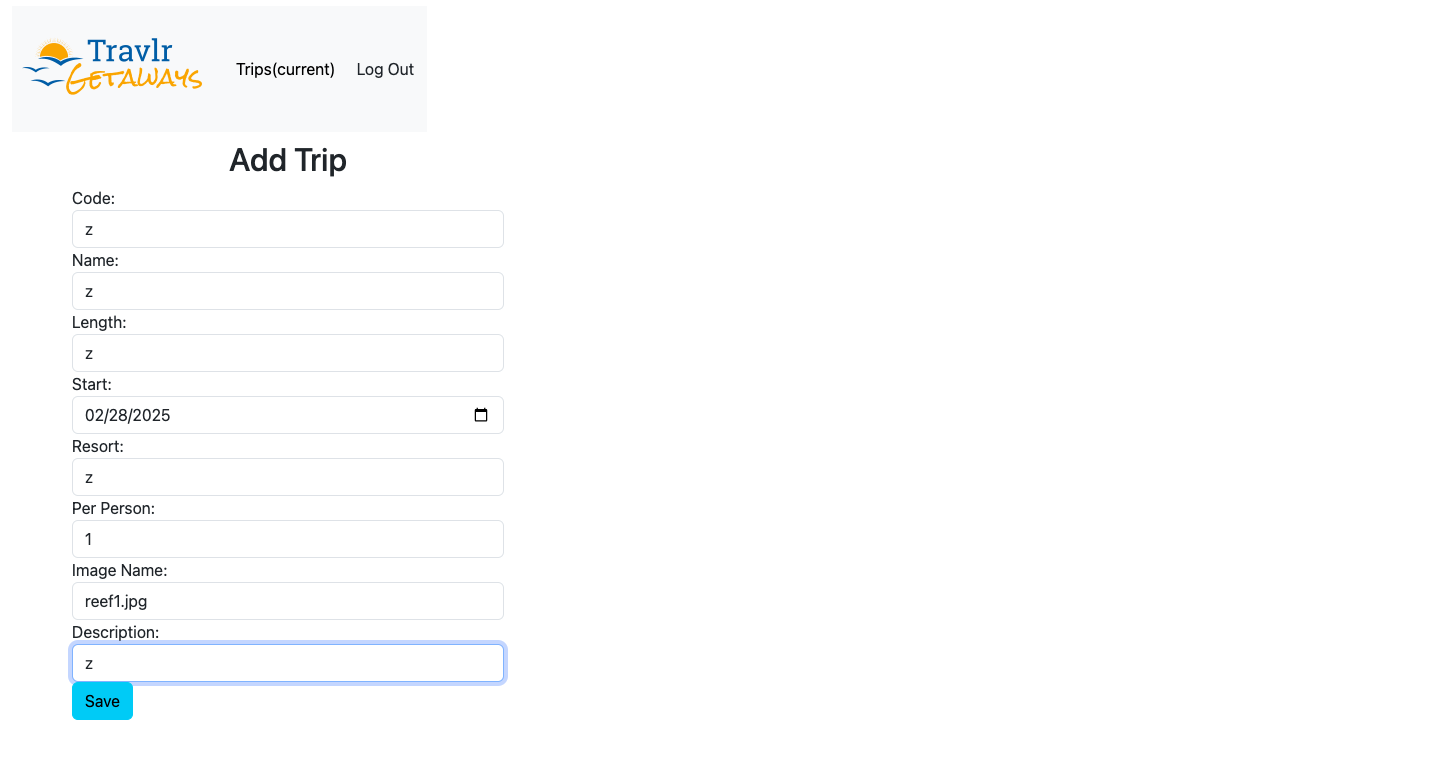 Travlr
Getaways
Trips(current) Log Out
Add Trip
Code:
z
Name:
z
Length:
z
Start:
02/28/2025
Resort:
z
Per Person:
1
Image Name:
reef1.jpg
Description:
z
Save